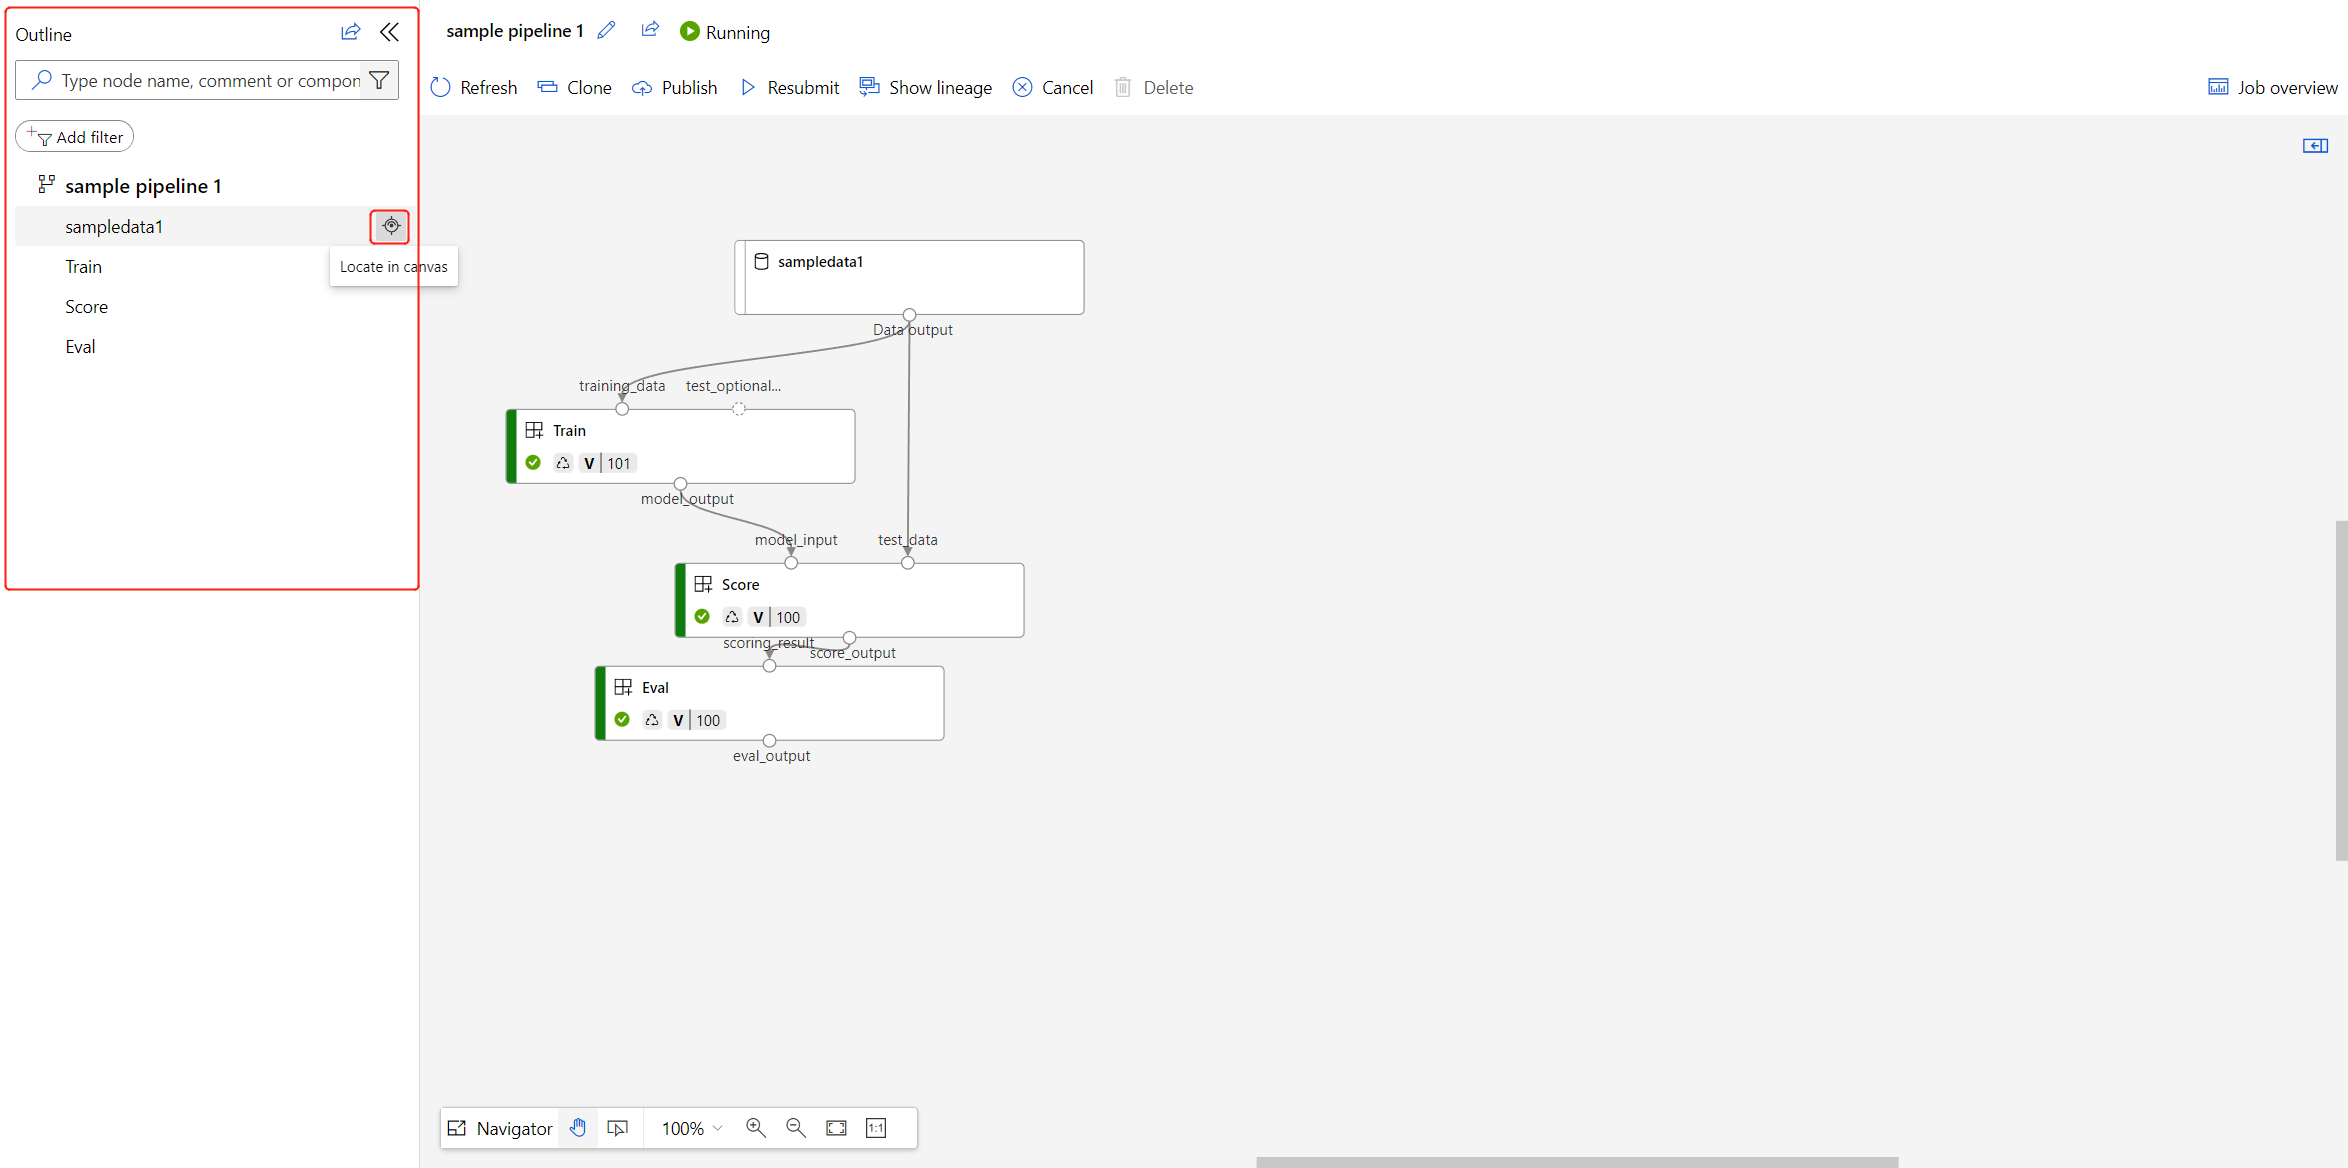 Outline
Type node name, comment or compon
Add filter
sample pipeline 1
sampledata1
Locate in canvas
Train
Score
Eval
sample pipeline 1 Running
Refresh Clone Publish Resubmit Show lineage Cancel Delete Job overview
sampledata1
Data output
training_data test_optional...
Train
V 101
model_output
model_input test_data
Score
V 100
scoring_result
score_output
Eval
V 100
eval_output
Navigator 100% 1:1